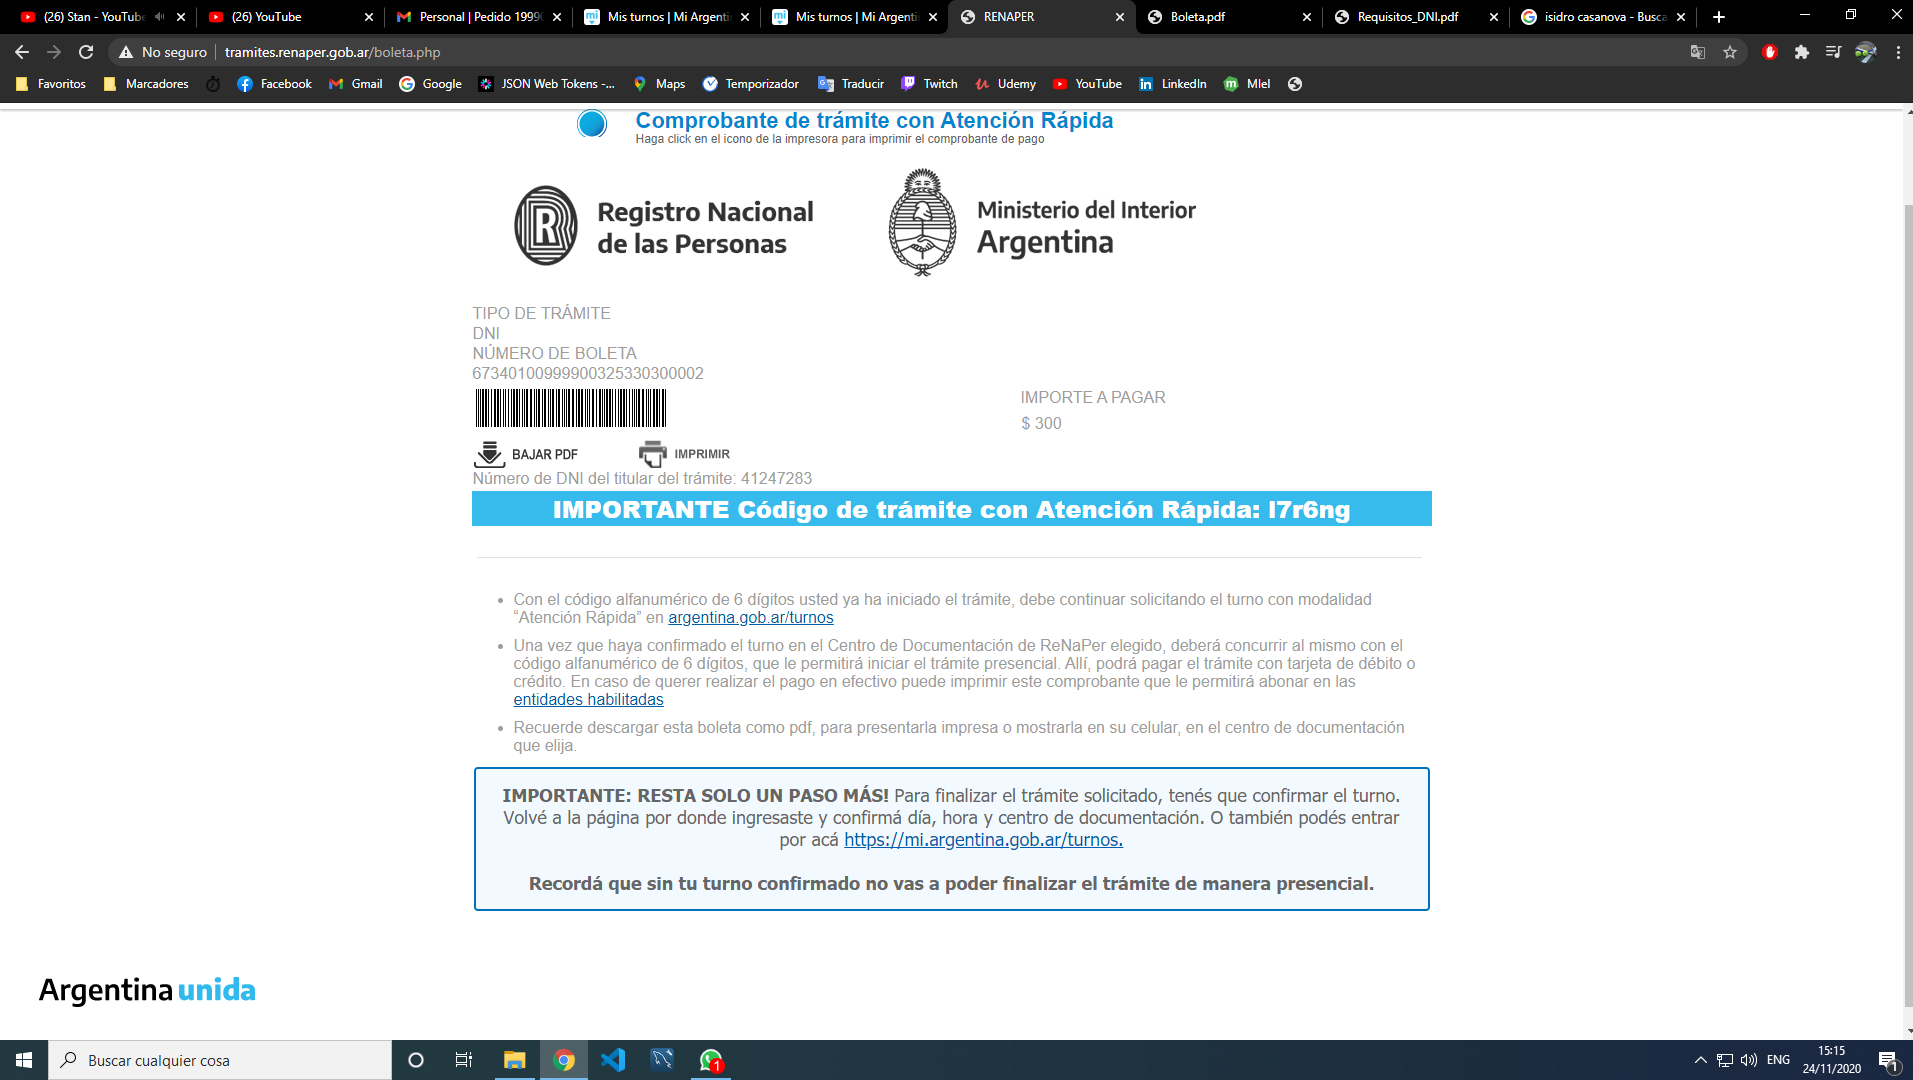 (26) Stan - YouTube
(26) YouTube
Personal | Pedido 1999
Mis turnos | Mi Argenti
Mis turnos | Mi Argenti
RENAPER
Boleta.pdf
Requisitos_DNI.pdf
isidro casanova - Busca
No seguro
tramites.renaper.gob.ar/boleta.php
Favoritos
Marcadores
Facebook
Gmail
Google
JSON Web Tokens -...
Maps
Temporizador
Traducir
Twitch
Udemy
YouTube
LinkedIn
MIel
Comprobante de trámite con Atención Rápida
Haga click en el icono de la impresora para imprimir el comprobante de pago
Registro Nacional
de las Personas
Ministerio del Interior
Argentina
TIPO DE TRÁMITE
DNI
NÚMERO DE BOLETA
67340100999900325330300002
IMPORTE A PAGAR
$ 300
BAJAR PDF
IMPRIMIR
Número de DNI del titular del trámite: 41247283
IMPORTANTE Código de trámite con Atención Rápida: l7r6ng
• Con el código alfanumérico de 6 dígitos usted ya ha iniciado el trámite, debe continuar solicitando el turno con modalidad
“Atención Rápida” en argentina.gob.ar/turnos
• Una vez que haya confirmado el turno en el Centro de Documentación de ReNaPer elegido, deberá concurrir al mismo con el
código alfanumérico de 6 dígitos, que le permitirá iniciar el trámite presencial. Allí, podrá pagar el trámite con tarjeta de débito o
crédito. En caso de querer realizar el pago en efectivo puede imprimir este comprobante que le permitirá abonar en las
entidades habilitadas
• Recuerde descargar esta boleta como pdf, para presentarla impresa o mostrarla en su celular, en el centro de documentación
que elija.
IMPORTANTE: RESTA SOLO UN PASO MÁS! Para finalizar el trámite solicitado, tenés que confirmar el turno.
Volvé a la página por donde ingresaste y confirmá día, hora y centro de documentación. O también podés entrar
por acá https://mi.argentina.gob.ar/turnos.
Recordá que sin tu turno confirmado no vas a poder finalizar el trámite de manera presencial.
Argentina unida
Buscar cualquier cosa
1
ENG
15:15
24/11/2020
1